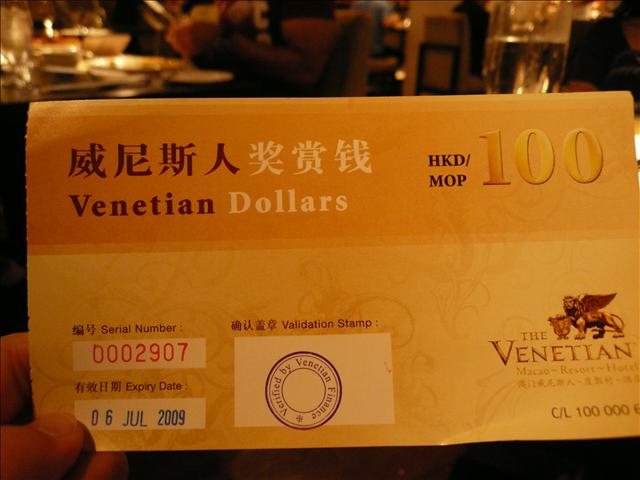 威尼斯人奖赏钱
Venetian Dollars
HKD/
MOP
100
编号 Serial Number :
0002907
有效日期 Expiry Date :
06 JUL 2009
确认盖章 Validation Stamp :
Verified by Venetian Finance
THE
VENETIAN
Macao~Resort~Hotel
C/L 100 000